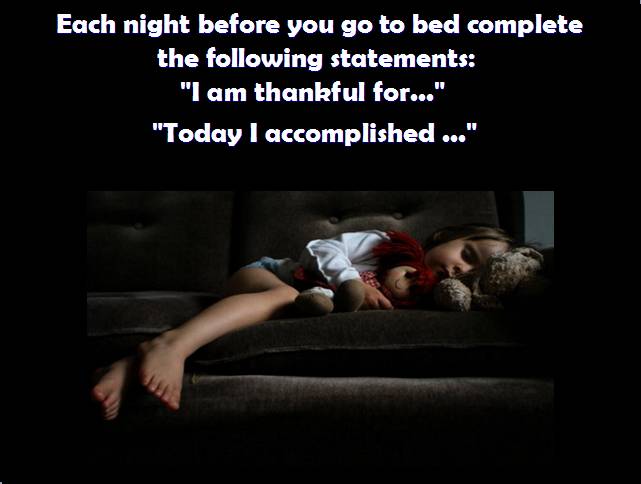 Each night before you go to bed complete
the following statements:
"I am thankful for..."
"Today I accomplished ..."